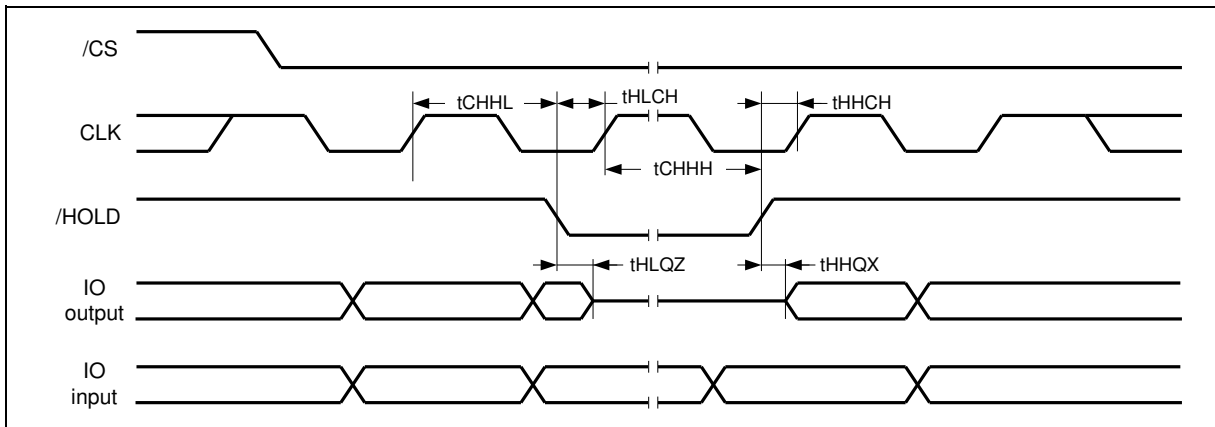 /CS
tCHHL
tHLCH
tHHCH
CLK
tCHHH
/HOLD
tHLQZ
tHHQX
IO
output
IO
input